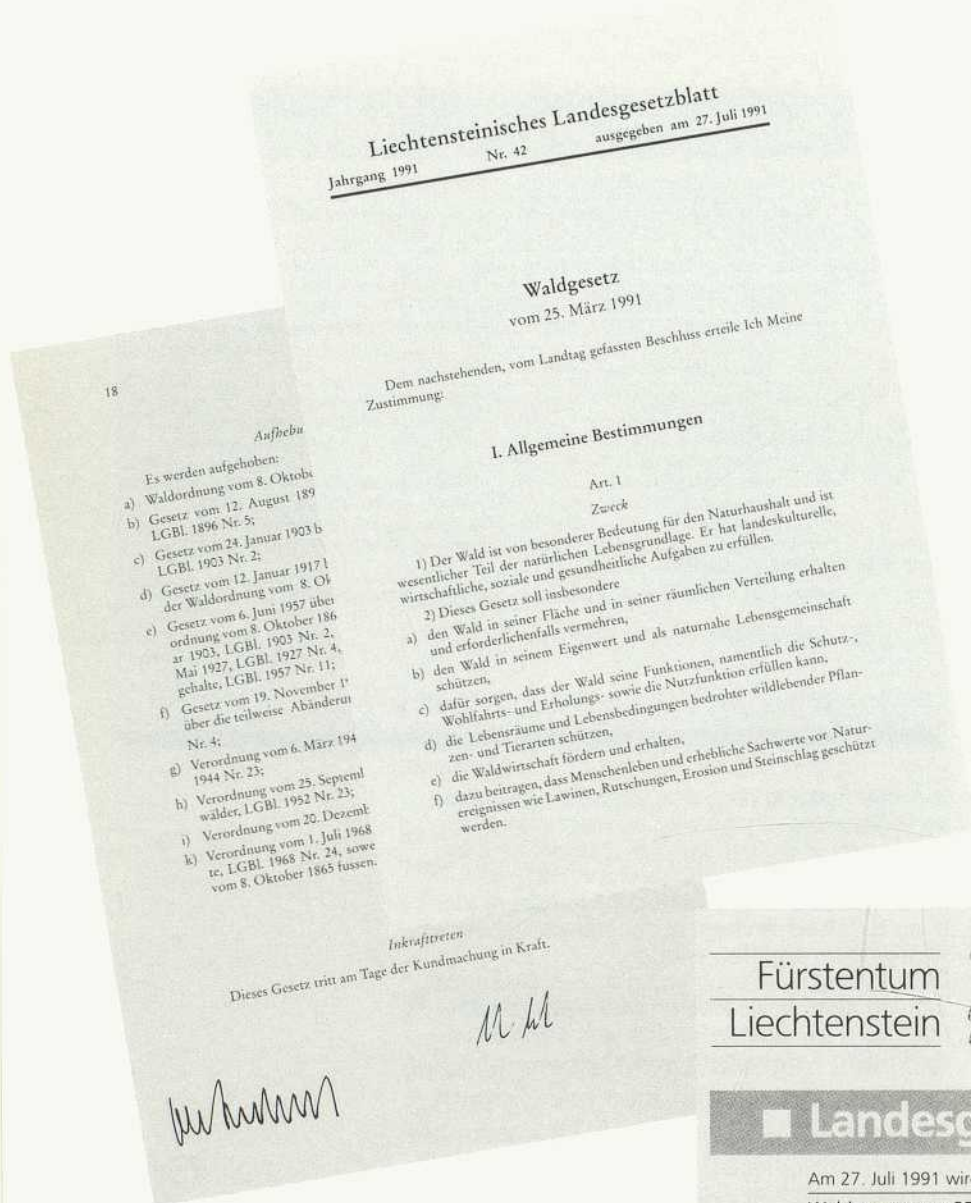 Liechtensteinisches Landesgesetzblatt
Jahrgang 1991 Nr. 42 ausgegeben am 27. Juli 1991
Waldgesetz
vom 25. März 1991
Dem nachstehenden, vom Landtag gefassten Beschluss erteile Ich Meine
Zustimmung:
I. Allgemeine Bestimmungen
Art. 1
Zweck
1) Der Wald ist von besonderer Bedeutung für den Naturhaushalt und ist
wesentlicher Teil der natürlichen Lebensgrundlage. Er hat landeskulturelle,
wirtschaftliche, soziale und gesundheitliche Aufgaben zu erfüllen.
2) Dieses Gesetz soll insbesondere
a) den Wald in seiner Fläche und in seiner räumlichen Verteilung erhalten
und erforderlichenfalls vermehren,
b) den Wald in seinem Eigenwert und als naturnahe Lebensgemeinschaft
schützen,
c) dafür sorgen, dass der Wald seine Funktionen, namentlich die Schutz-,
Wohlfahrts- und Erholungs- sowie die Nutzfunktion erfüllen kann,
d) die Lebensräume und Lebensbedingungen bedrohter wildlebender Pflan-
zen- und Tierarten schützen,
e) die Waldwirtschaft fördern und erhalten,
f) dazu beitragen, dass Menschenleben und erhebliche Sachwerte vor Natur-
ereignissen wie Lawinen, Rutschungen, Erosion und Steinschlag geschützt
werden.
18
Aufhebu
Es werden aufgehoben:
a) Waldordnung vom 8. Oktobe
b) Gesetz vom 12. August 189
LGBl. 1896 Nr. 5;
c) Gesetz vom 24. Januar 1903 b
LGBl. 1903 Nr. 2;
d) Gesetz vom 12. Januar 1917
der Waldordnung vom 8. Ok
e) Gesetz vom 6. Juni 1957 über
ordnung vom 8. Oktober 186
ar 1903, LGBl. 1903 Nr. 2,
Mai 1927, LGBl. 1927 Nr. 4,
gehalte, LGBl. 1957 Nr. 11;
f) Gesetz vom 19. November 1
über die teilweise Abänderu
Nr. 4;
g) Verordnung vom 6. März 194
1944 Nr. 23;
h) Verordnung vom 25. Septem
wälder, LGBl. 1952 Nr. 23;
i) Verordnung vom 20. Dezemb
k) Verordnung vom 1. Juli 1968
te, LGBl. 1968 Nr. 24, sowe
vom 8. Oktober 1865 fussen.
Inkrafttreten
Dieses Gesetz tritt am Tage der Kundmachung in Kraft.
Fürstentum
Liechtenstein
Landesg
Am 27. Juli 1991 wir